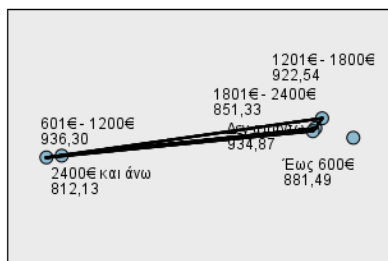 1201€ - 1800€
922,54
1801€ - 2400€
851,33
601€ - 1200€
936,30
934,87
2400€ και άνω
812,13
Έως 600€
881,49